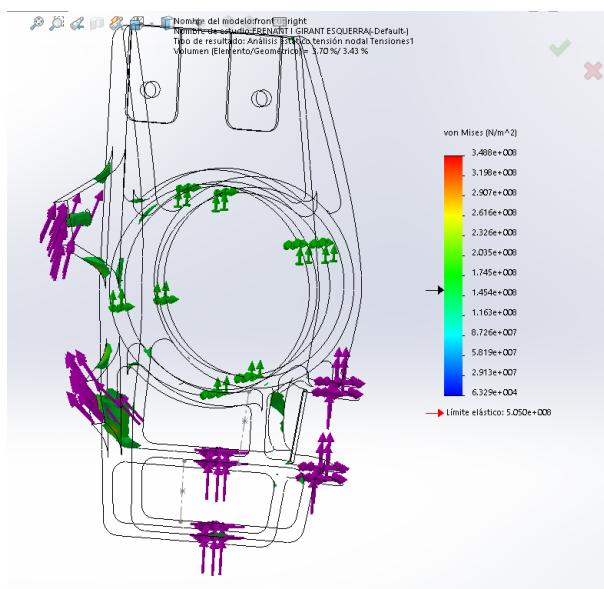 Nombre del modelo:front upright
Nombre de estudio:FRENANT I GIRANT ESQUERRA(-Default-)
Tipo de resultado: Análisis estático tensión nodal Tensiones1
Volumen (Elemento/Geométrico) = 3.70 %/ 3.43 %
von Mises (N/m^2)
3.488e+008
3.198e+008
2.907e+008
2.616e+008
2.326e+008
2.035e+008
1.745e+008
1.454e+008
1.163e+008
8.726e+007
5.819e+007
2.913e+007
6.329e+004
Límite elástico: 5.050e+008